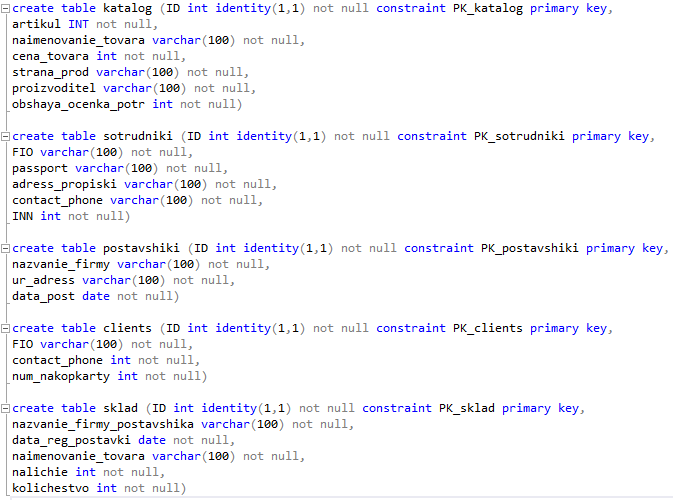 create table katalog (ID int identity(1,1) not null constraint PK_katalog primary key,
artikul INT not null,
naimenovanie_tovara varchar(100) not null,
cena_tovara int not null,
strana_prod varchar(100) not null,
proizvoditel varchar(100) not null,
obshaya_ocenka_potr int not null)
create table sotrudniki (ID int identity(1,1) not null constraint PK_sotrudniki primary key,
FIO varchar(100) not null,
passport varchar(100) not null,
adress_propiski varchar(100) not null,
contact_phone varchar(100) not null,
INN int not null)
create table postavshiki (ID int identity(1,1) not null constraint PK_postavshiki primary key,
nazvanie_firmy varchar(100) not null,
ur_adress varchar(100) not null,
data_post date not null)
create table clients (ID int identity(1,1) not null constraint PK_clients primary key,
FIO varchar(100) not null,
contact_phone int not null,
num_nakopkarty int not null)
create table sklad (ID int identity(1,1) not null constraint PK_sklad primary key,
nazvanie_firmy_postavshika varchar(100) not null,
data_reg_postavki date not null,
naimenovanie_tovara varchar(100) not null,
nalichie int not null,
kolichestvo int not null)